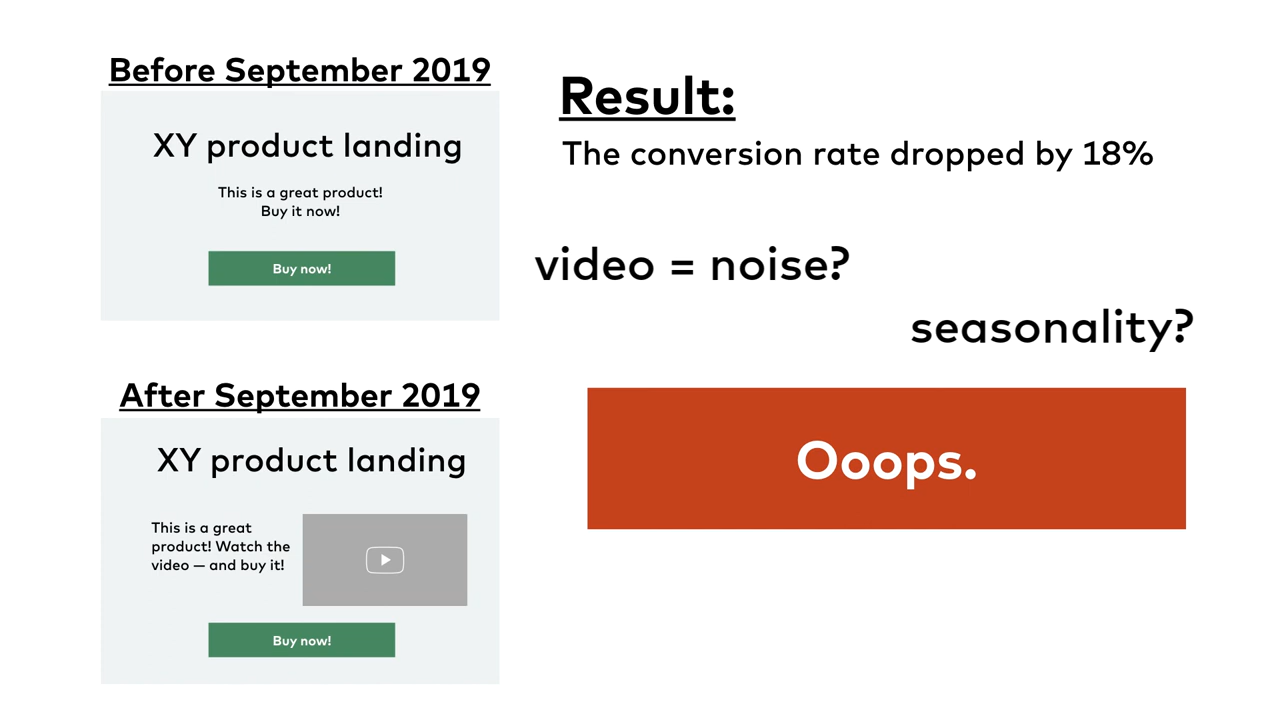 Before September 2019
XY product landing
This is a great product!
Buy it now!
Buy now!
After September 2019
XY product landing
This is a great
product! Watch the
video — and buy it!
Buy now!
Result:
The conversion rate dropped by 18%
video = noise?
seasonality?
Ooops.